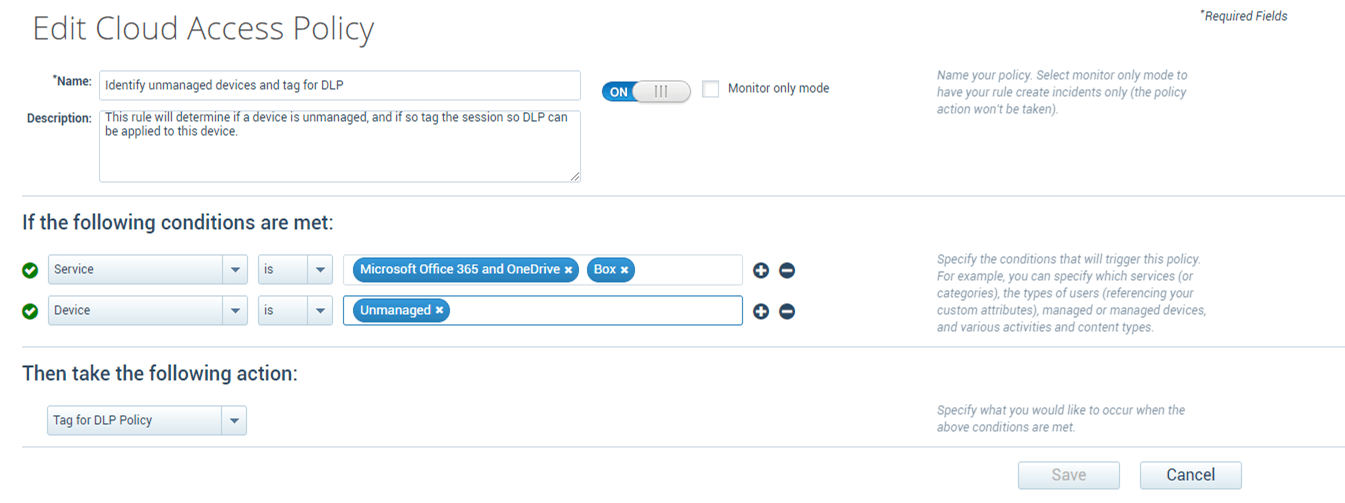 *Required Fields
Edit Cloud Access Policy
*Name: Identify unmanaged devices and tag for DLP ON Monitor only mode
Name your policy. Select monitor only mode to
have your rule create incidents only (the policy
action won't be taken).
Description: This rule will determine if a device is unmanaged, and if so tag the session so DLP can
be applied to this device.
If the following conditions are met:
Service is Microsoft Office 365 and OneDrive × Box ×
Device is Unmanaged ×
Specify the conditions that will trigger this policy.
For example, you can specify which services (or
categories), the types of users (referencing your
custom attributes), managed or managed devices,
and various activities and content types.
Then take the following action:
Tag for DLP Policy
Specify what you would like to occur when the
above conditions are met.
Save Cancel